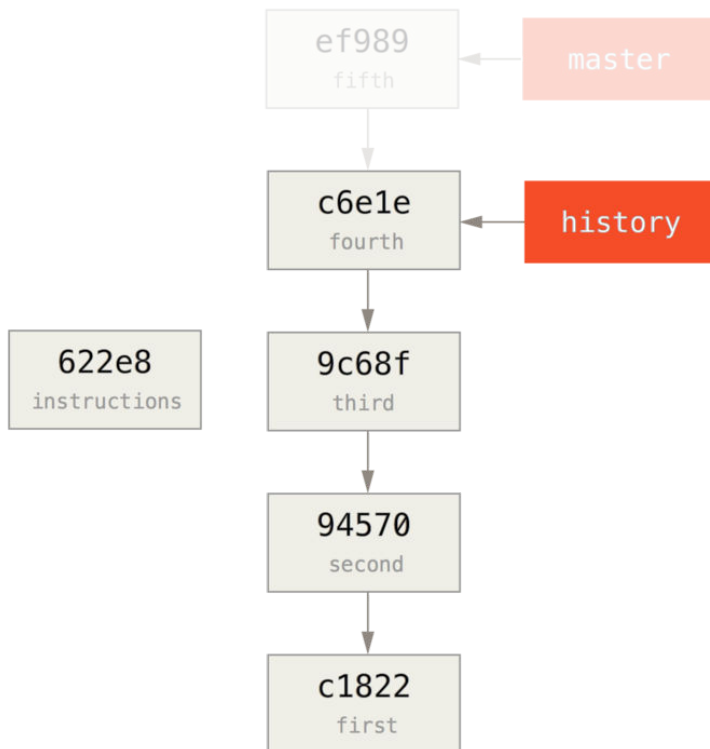 ef989
fifth
master
c6e1e
fourth
history
622e8
instructions
9c68f
third
94570
second
c1822
first